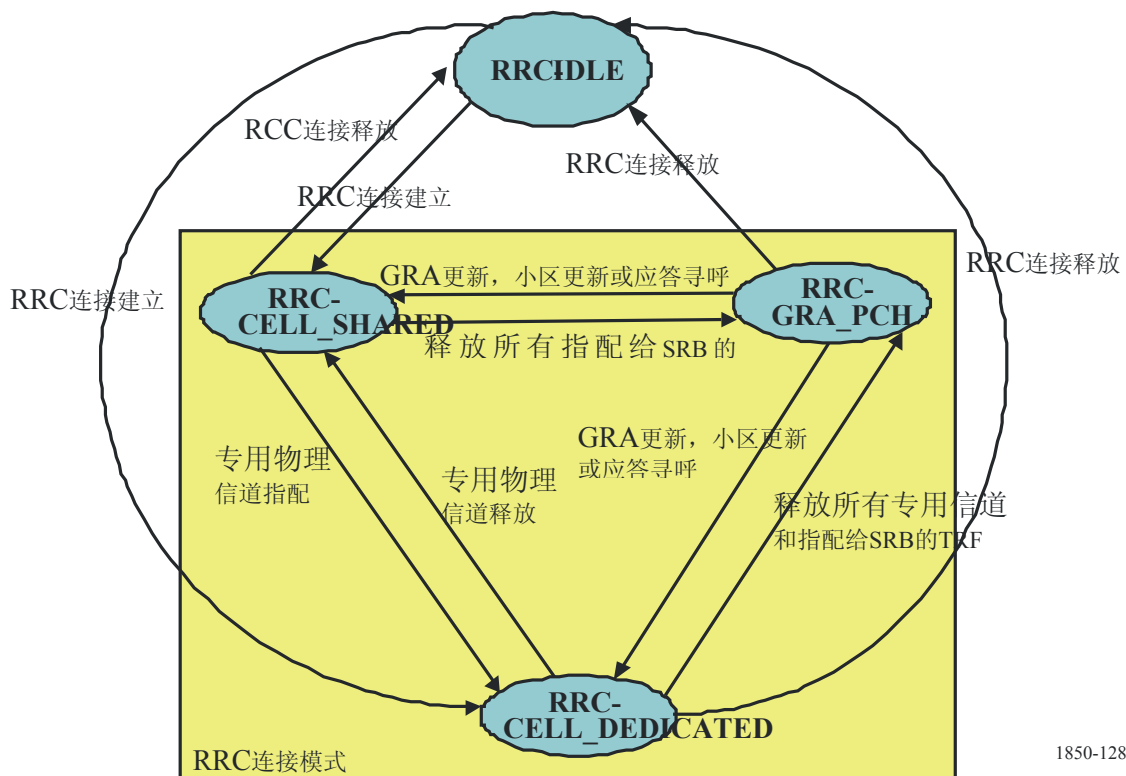 RRCIDLE
RCC连接释放
RRC连接释放
RRC连接建立
RRC连接释放
RRC连接建立
GRA更新，小区更新或应答寻呼
RRC-
CELL_SHARED
RRC-
GRA_PCH
释放所有指配给SRB的
专用物理
信道指配
专用物理
信道释放
GRA更新，小区更新
或应答寻呼
释放所有专用信道
和指配给SRB的TRF
RRC-
CELL_DEDICATED
RRC连接模式
1850-128